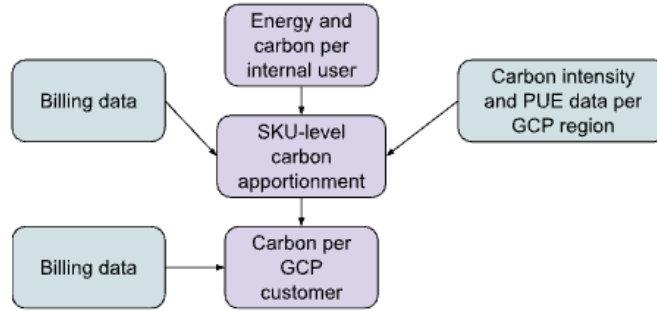 Energy and
carbon per
internal user
Billing data
Carbon intensity
and PUE data per
GCP region
SKU-level
carbon
apportionment
Billing data
Carbon per
GCP
customer